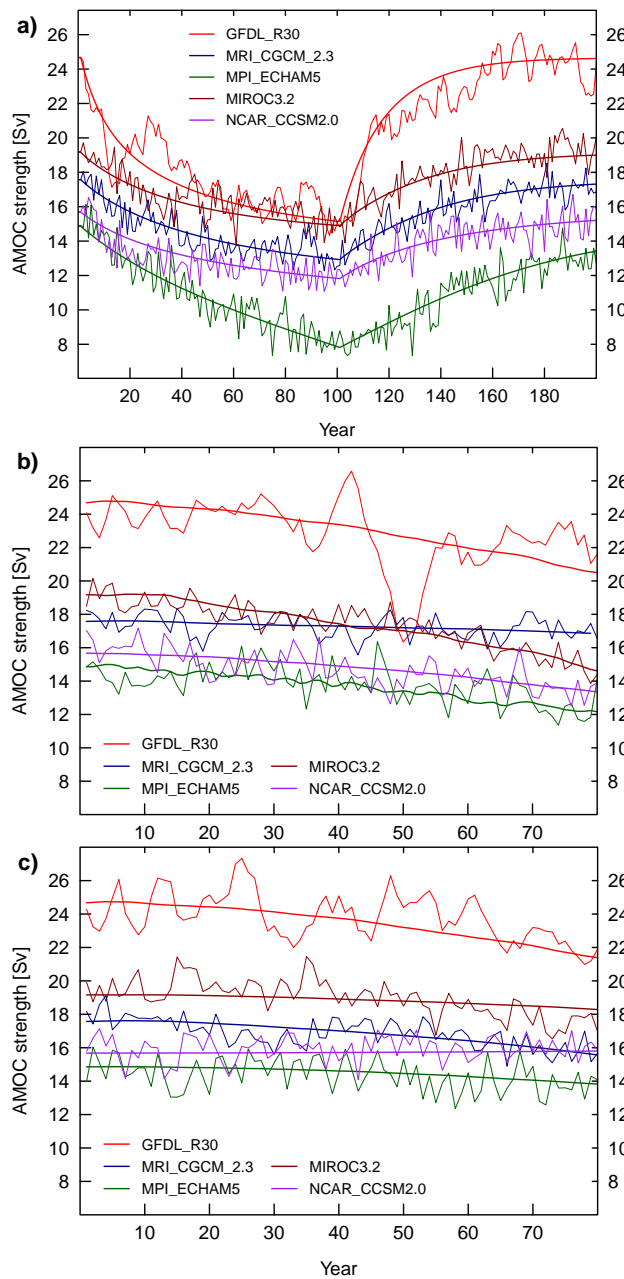 a)
AMOC strength [Sv]
26
24
22
20
18
16
14
12
10
8
GFDL_R30
MRI_CGCM_2.3
MPI_ECHAM5
MIROC3.2
NCAR_CCSM2.0
26
24
22
20
18
16
14
12
10
8
20 40 60 80 100 120 140 160 180
Year
b)
AMOC strength [Sv]
26
24
22
20
18
16
14
12
10
8
GFDL_R30
MRI_CGCM_2.3 MIROC3.2
MPI_ECHAM5 NCAR_CCSM2.0
26
24
22
20
18
16
14
12
10
8
10 20 30 40 50 60 70
c)
AMOC strength [Sv]
26
24
22
20
18
16
14
12
10
8
GFDL_R30
MRI_CGCM_2.3 MIROC3.2
MPI_ECHAM5 NCAR_CCSM2.0
26
24
22
20
18
16
14
12
10
8
10 20 30 40 50 60 70
Year